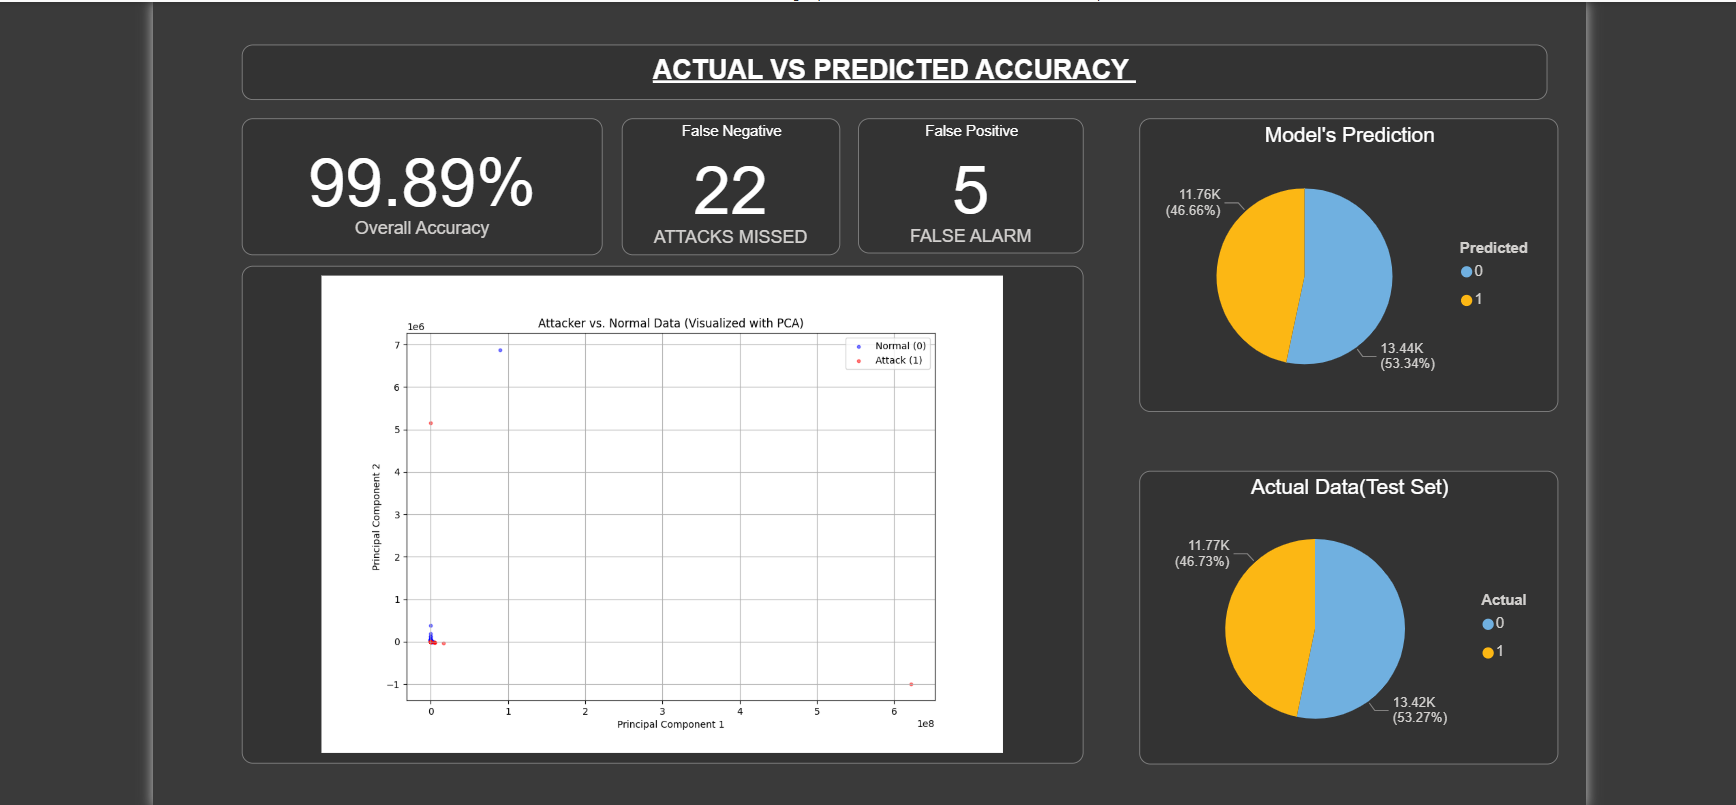 ACTUAL VS PREDICTED ACCURACY
99.89%
Overall Accuracy
False Negative
22
ATTACKS MISSED
False Positive
5
FALSE ALARM
Model's Prediction
11.76K
(46.66%)
13.44K
(53.34%)
Predicted
0
1
Attacker vs. Normal Data (Visualized with PCA)
1e6
Normal (0)
Attack (1)
7
6
5
4
3
2
1
0
−1
Principal Component 2
0 1 2 3 4 5 6
Principal Component 1
1e8
Actual Data(Test Set)
11.77K
(46.73%)
13.42K
(53.27%)
Actual
0
1